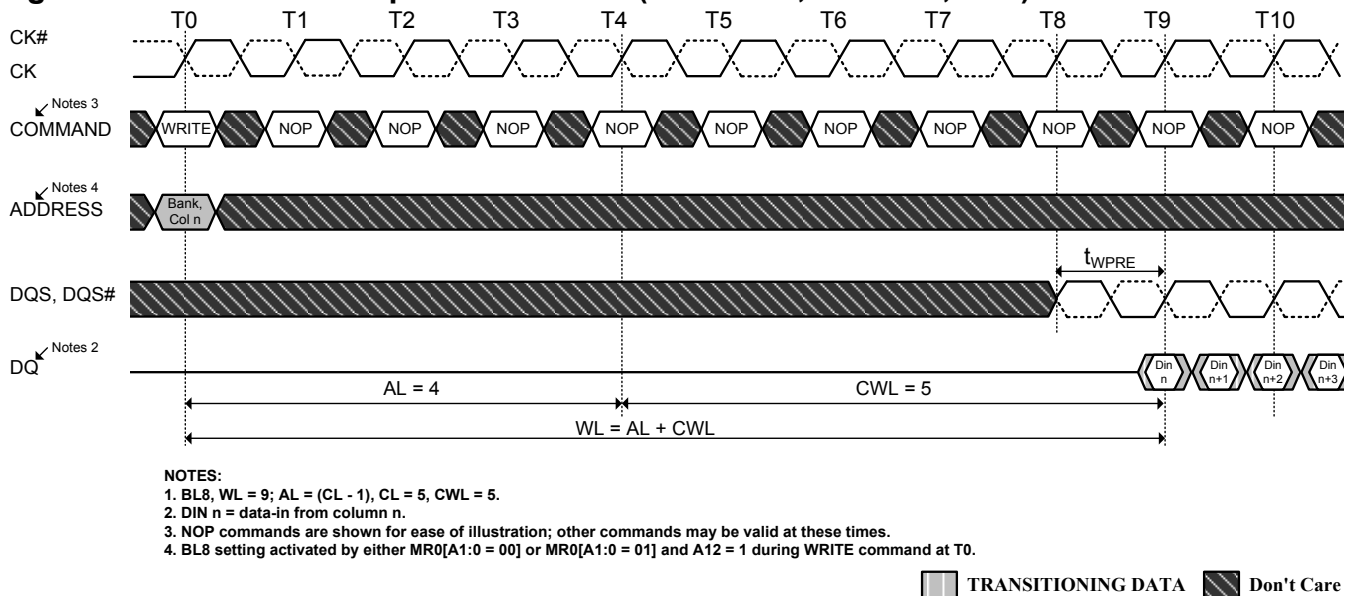 T0 T1 T2 T3 T4 T5 T6 T7 T8 T9 T10
CK#
CK
Notes 3
COMMAND
WRITE NOP NOP NOP NOP NOP NOP NOP NOP NOP NOP
Notes 4
ADDRESS
Bank,
Col n
tWPRE
DQS, DQS#
Notes 2
DQ
Din
n
Din
n+1
Din
n+2
Din
n+3
AL = 4
CWL = 5
WL = AL + CWL
NOTES:
1. BL8, WL = 9; AL = (CL - 1), CL = 5, CWL = 5.
2. DIN n = data-in from column n.
3. NOP commands are shown for ease of illustration; other commands may be valid at these times.
4. BL8 setting activated by either MR0[A1:0 = 00] or MR0[A1:0 = 01] and A12 = 1 during WRITE command at T0.
TRANSITIONING DATA
Don't Care